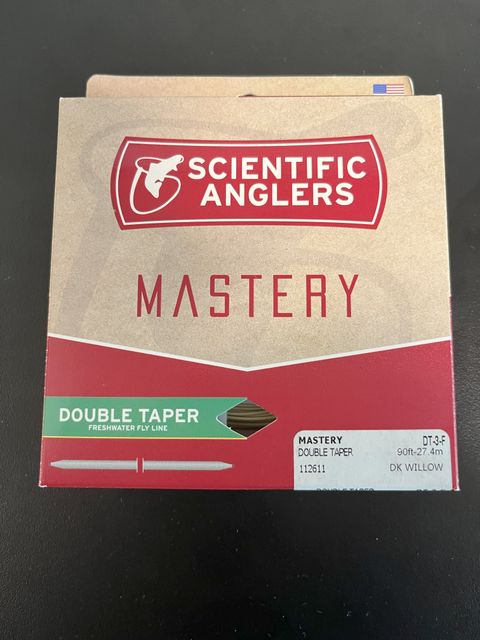 SCIENTIFIC
ANGLERS
MASTERY
DOUBLE TAPER
FRESHWATER FLY LINE
MASTERY DT-3-F
DOUBLE TAPER 90ft-27.4m
112611 DK WILLOW